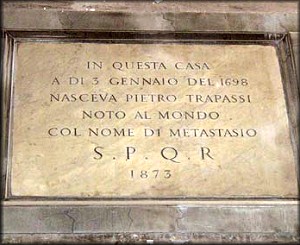 IN QUESTA CASA
A DI 3 GENNAIO DEL 1698
NASCEVA PIETRO TRAPASSI
NOTO AL MONDO
COL NOME DI METASTASIO
S. P. Q. R
1873